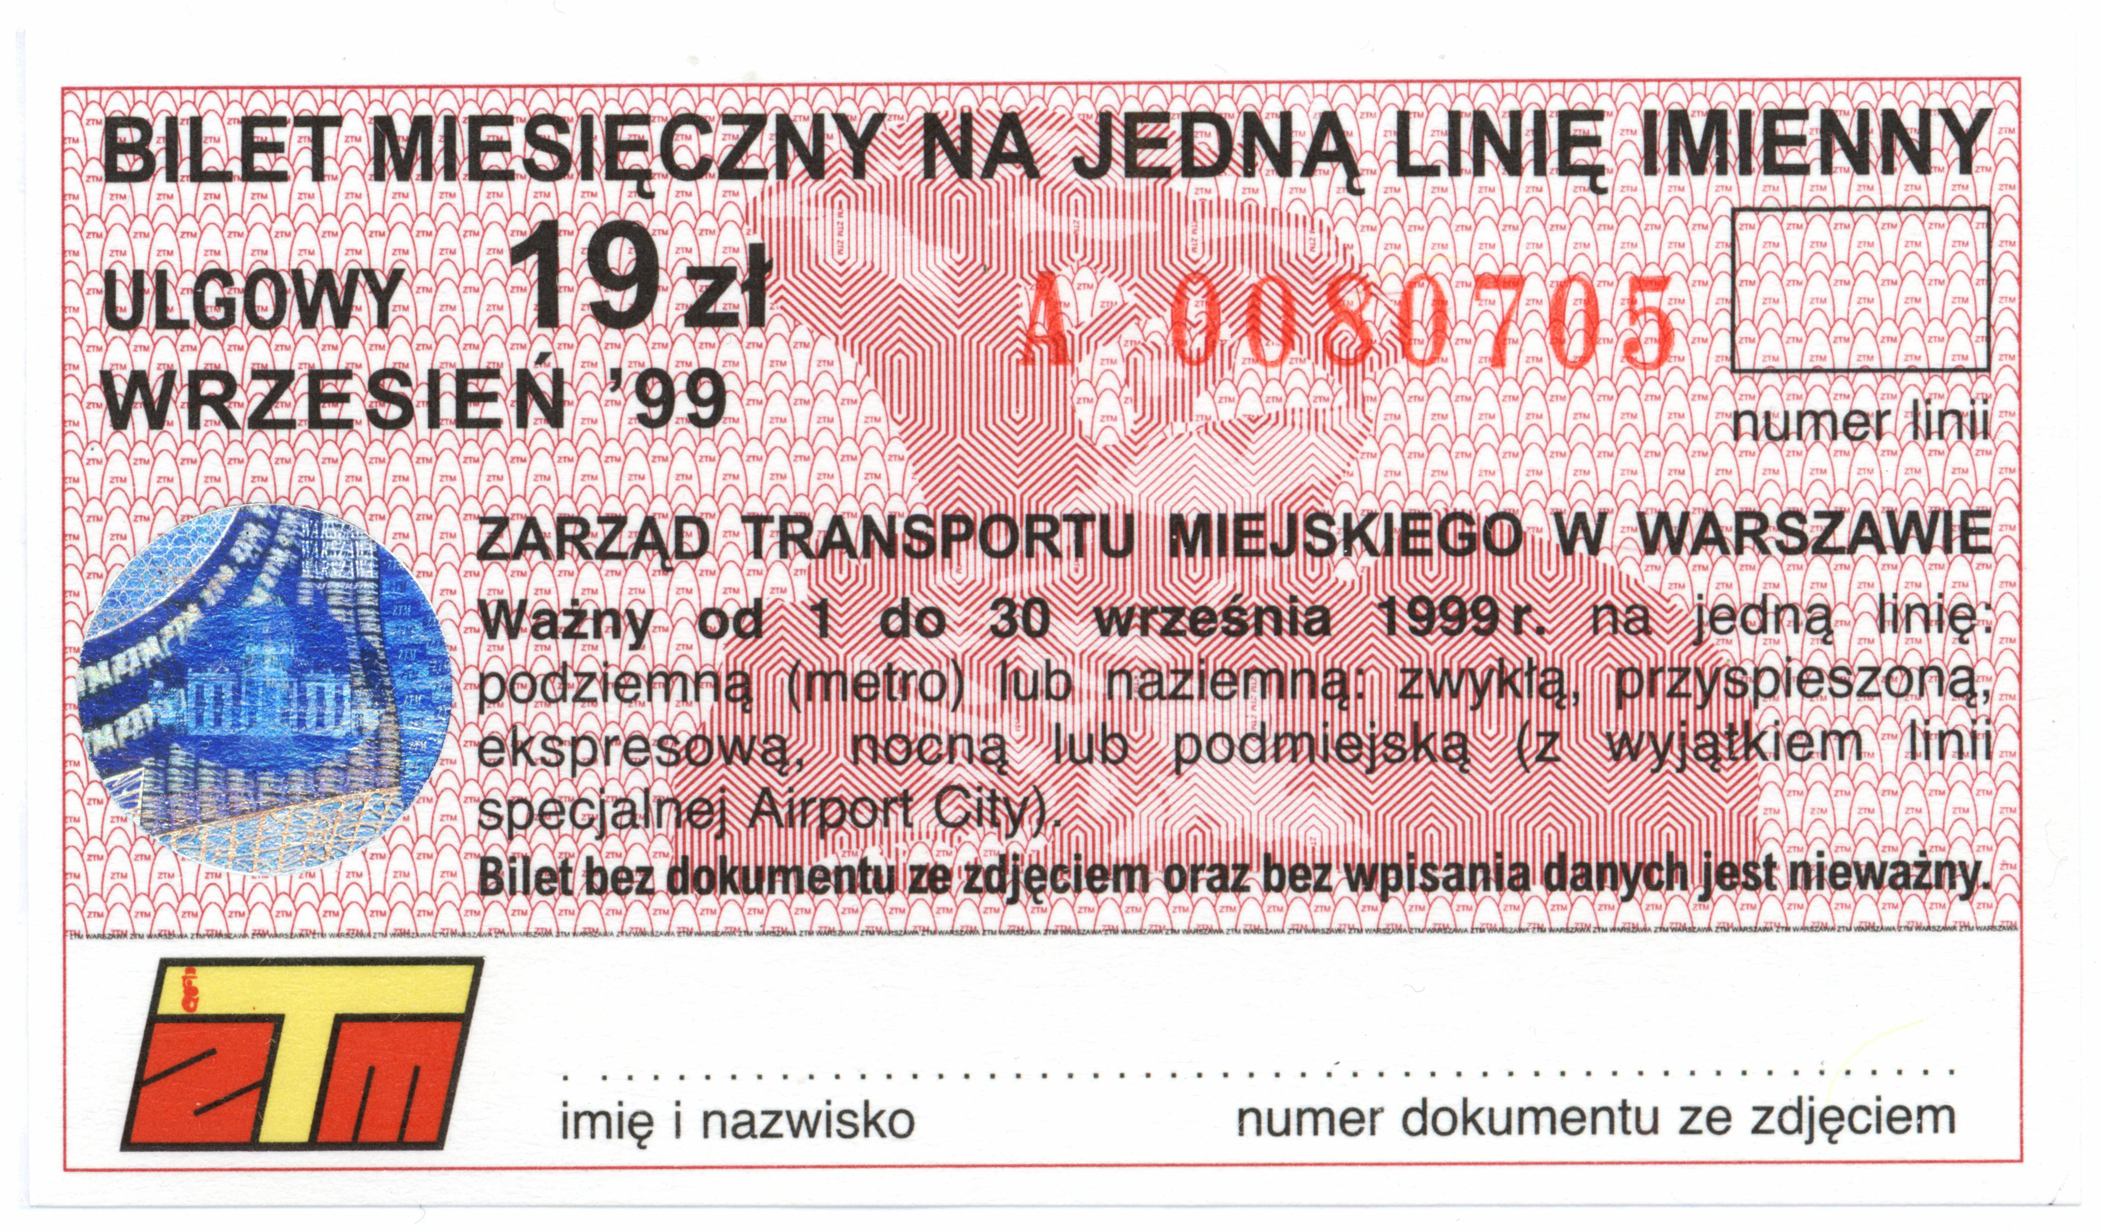 BILET MIESIĘCZNY NA JEDNĄ LINIĘ IMIENNY
ULGOWY 19 zł A 0080705
WRZESIEŃ '99
numer linii
ZARZĄD TRANSPORTU MIEJSKIEGO W WARSZAWIE
Ważny od 1 do 30 września 1999 r. na jedną linię:
podziemną (metro) lub naziemną: zwykłą, przyspieszoną,
ekspresową, nocną lub podmiejską (z wyjątkiem linii
specjalnej Airport City).
Bilet bez dokumentu ze zdjęciem oraz bez wpisania danych jest nieważny.
ZTM
imię i nazwisko numer dokumentu ze zdjęciem